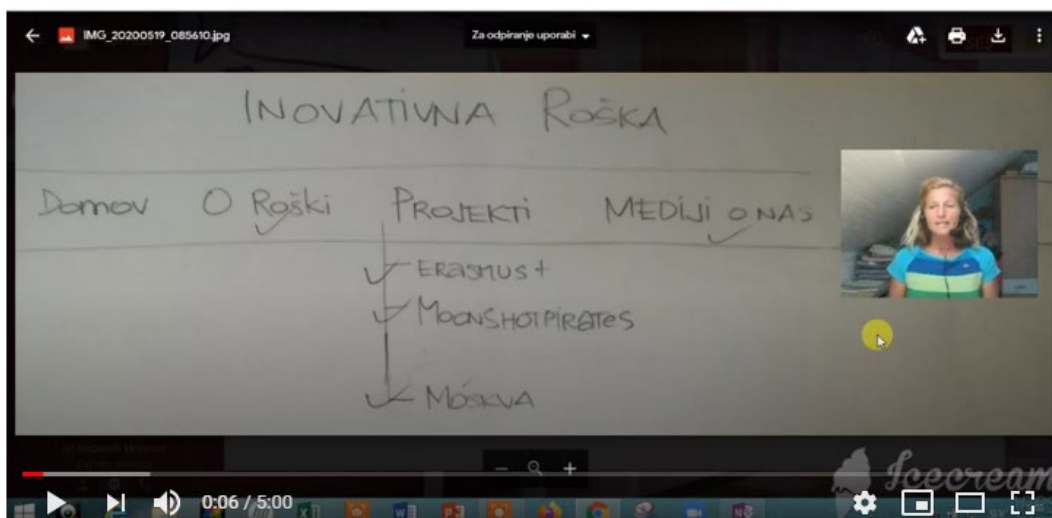 IMG_20200519_085610.jpg
Za odpiranje uporabi
INOVATIVNA ROŠKA
Domov O Roški PROJEKTI MEDIJI O NAS
ERASMUS +
MOONSHOTPIRATES
MOSKVA
Icecream
0:06 / 5:00